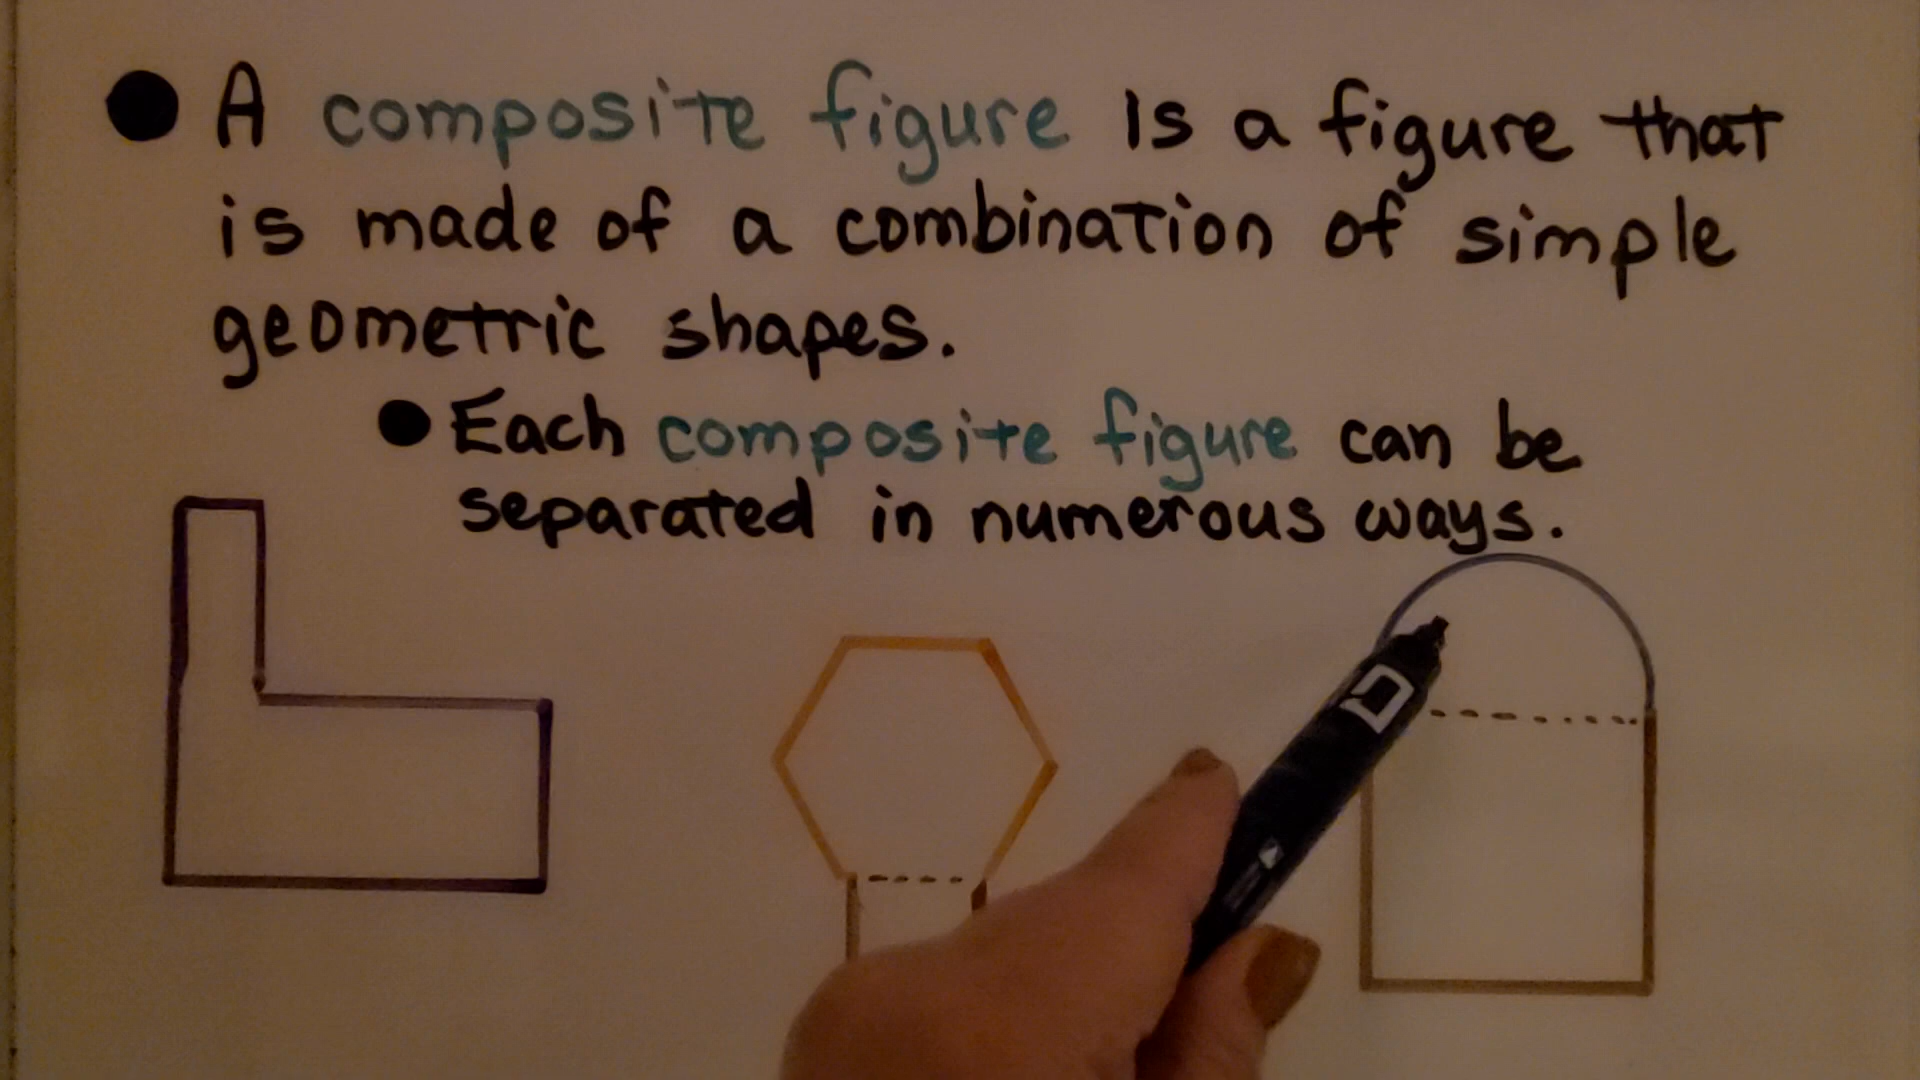 A composite figure is a figure that
is made of a combination of simple
geometric shapes.
Each composite figure can be
separated in numerous ways.